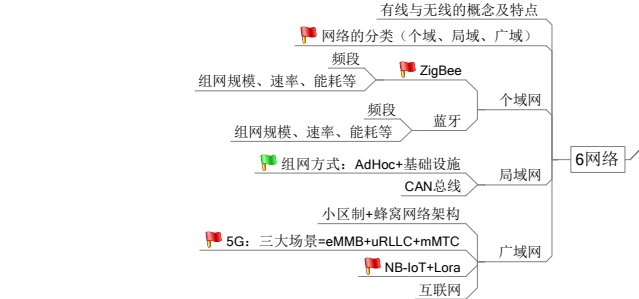 有线与无线的概念及特点
网络的分类（个域、局域、广域）
频段
ZigBee
组网规模、速率、能耗等
个域网
频段
蓝牙
组网规模、速率、能耗等
6网络
组网方式：AdHoc+基础设施
局域网
CAN总线
小区制+蜂窝网络架构
5G：三大场景=eMMB+uRLLC+mMTC
广域网
NB-IoT+Lora
互联网